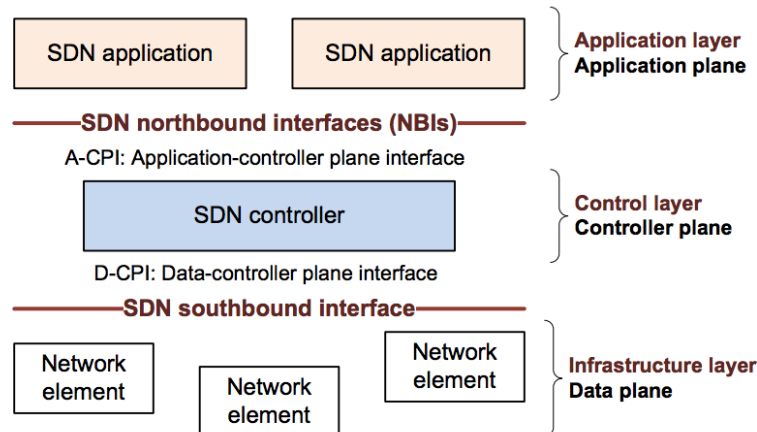 SDN application
SDN application
Application layer
Application plane
SDN northbound interfaces (NBIs)
A-CPI: Application-controller plane interface
SDN controller
Control layer
Controller plane
D-CPI: Data-controller plane interface
SDN southbound interface
Network
element
Network
element
Network
element
Infrastructure layer
Data plane